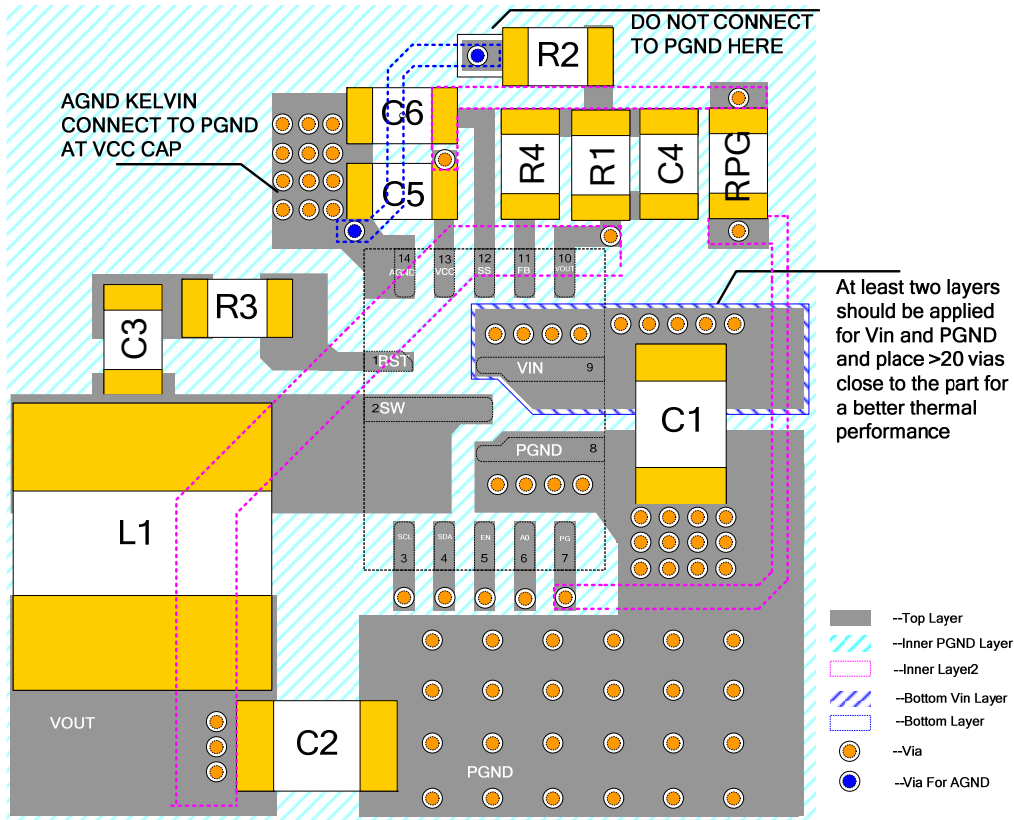 DO NOT CONNECT
TO PGND HERE
R2
AGND KELVIN
CONNECT TO PGND
AT VCC CAP
C6
C5
R4
R1
C4
RPG
14
AGND
13
VCC
12
SS
11
FB
10
VOUT
At least two layers
should be applied
for Vin and PGND
and place >20 vias
close to the part for
a better thermal
performance
R3
C3
1
RST
VIN
9
2
SW
C1
PGND
8
L1
SCL
3
SDA
4
EN
5
A0
6
PG
7
--Top Layer
--Inner PGND Layer
--Inner Layer2
--Bottom Vin Layer
--Bottom Layer
--Via
--Via For AGND
VOUT
C2
PGND